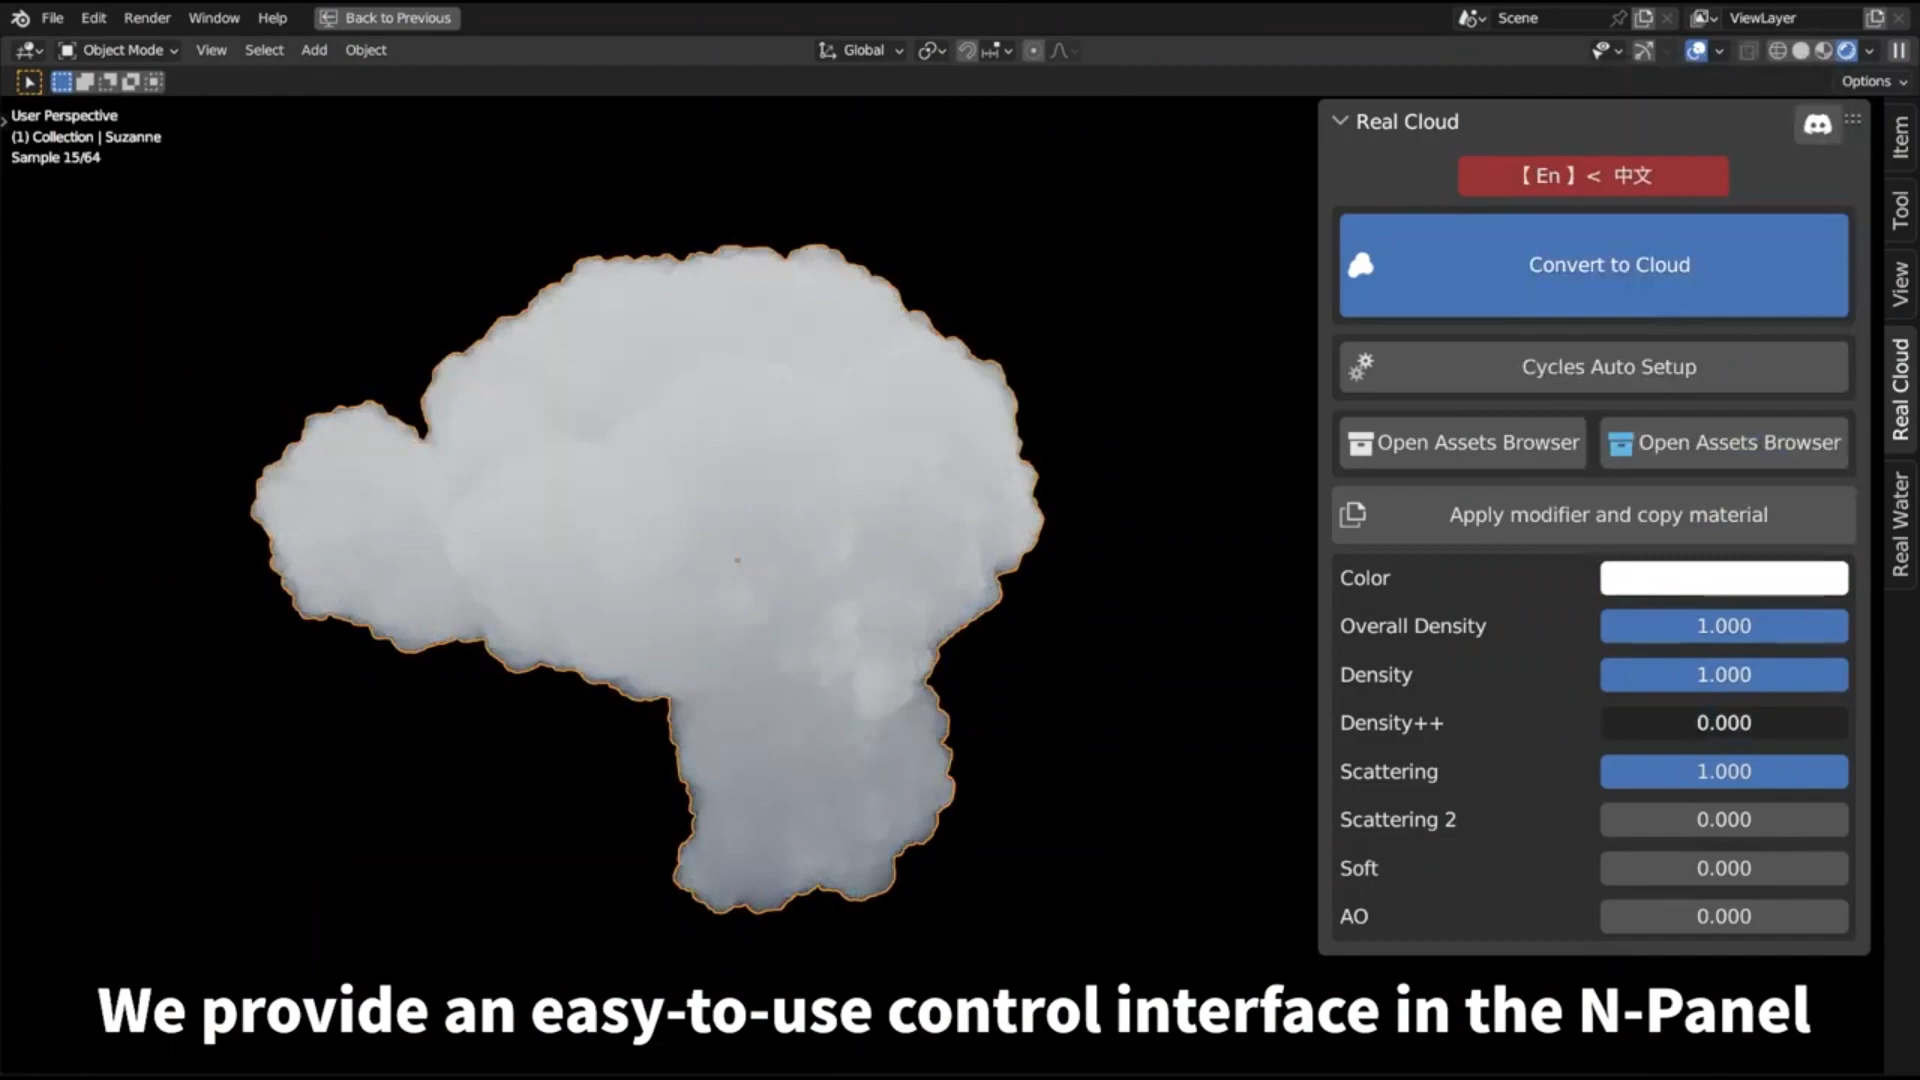 File Edit Render Window Help Back to Previous Scene ViewLayer
Object Mode View Select Add Object Global
Options
User Perspective
(1) Collection | Suzanne
Sample 15/64
Real Cloud
【En】< 中文
Convert to Cloud
Cycles Auto Setup
Open Assets Browser Open Assets Browser
Apply modifier and copy material
Color
Overall Density 1.000
Density 1.000
Density++ 0.000
Scattering 1.000
Scattering 2 0.000
Soft 0.000
AO 0.000
Item
Tool
View
Real Cloud
Real Water
We provide an easy-to-use control interface in the N-Panel